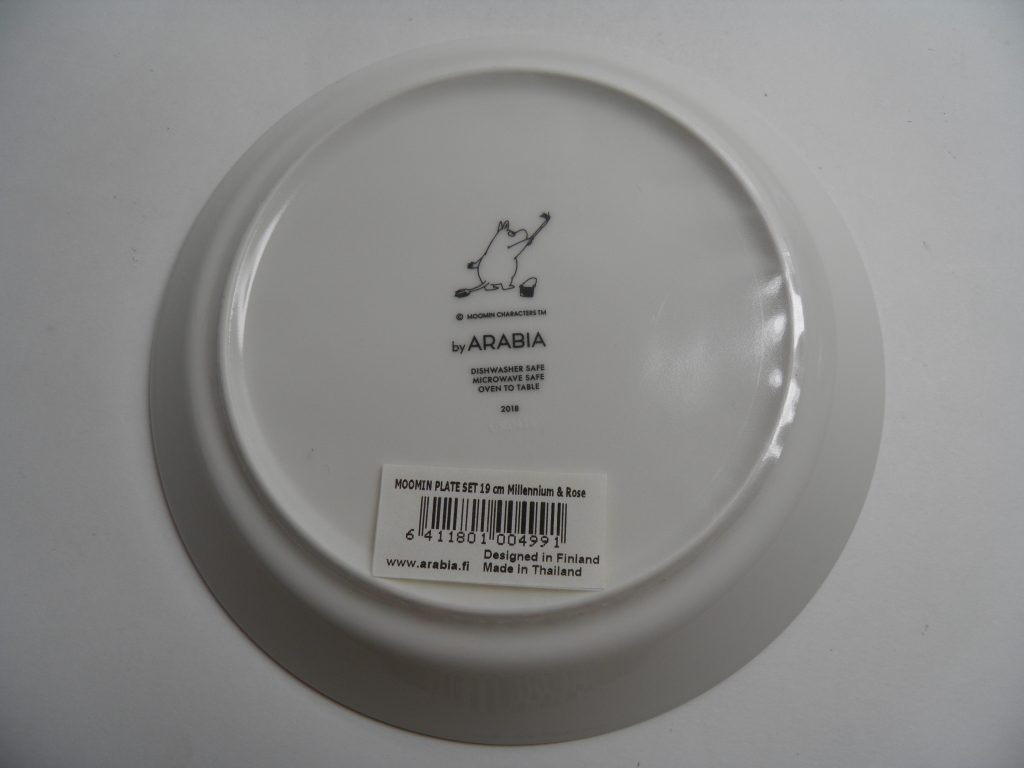 © MOOMIN CHARACTERS TM
by ARABIA
DISHWASHER SAFE
MICROWAVE SAFE
OVEN TO TABLE
2018
MOOMIN PLATE SET 19 cm Millennium & Rose
6 411801 004991
Designed in Finland
www.arabia.fi Made in Thailand